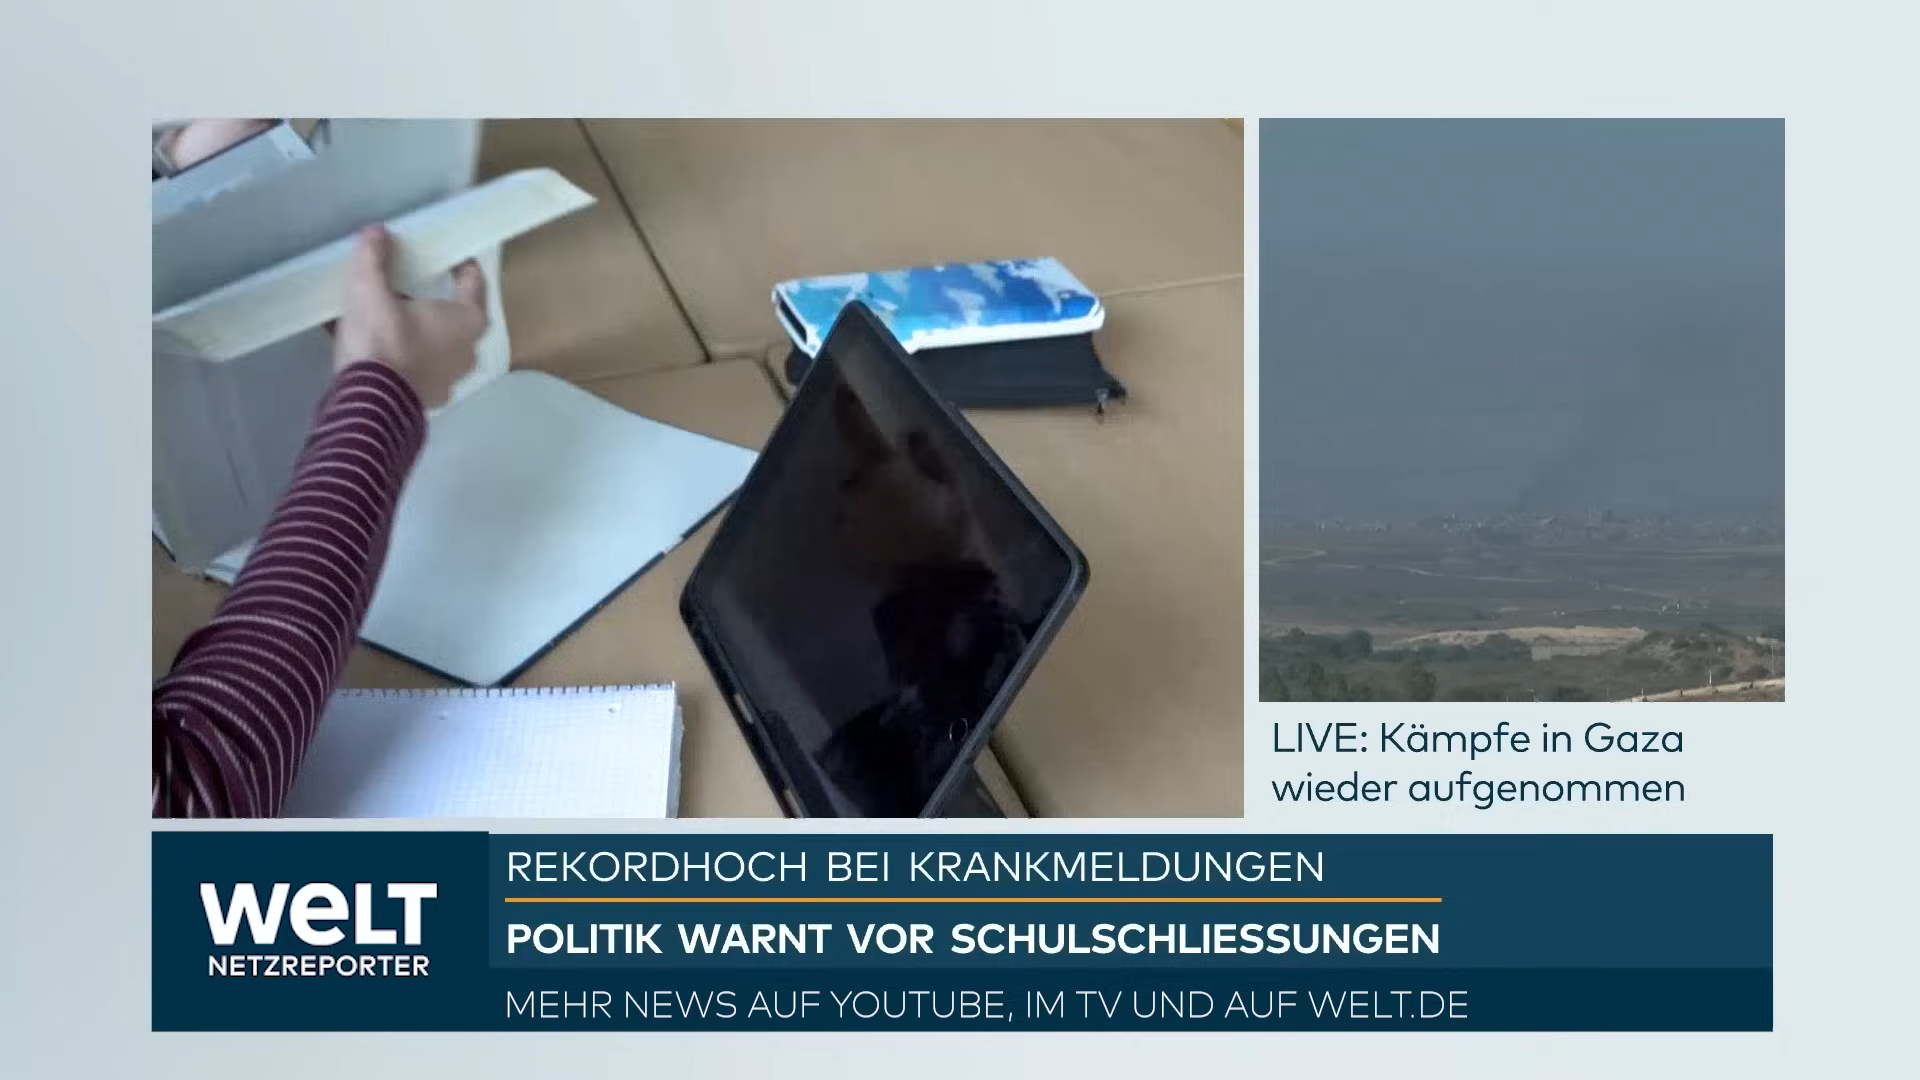 LIVE: Kämpfe in Gaza
wieder aufgenommen
WELT
NETZREPORTER
REKORDHOCH BEI KRANKMELDUNGEN
POLITIK WARNT VOR SCHULSCHLIESSUNGEN
MEHR NEWS AUF YOUTUBE, IM TV UND AUF WELT.DE